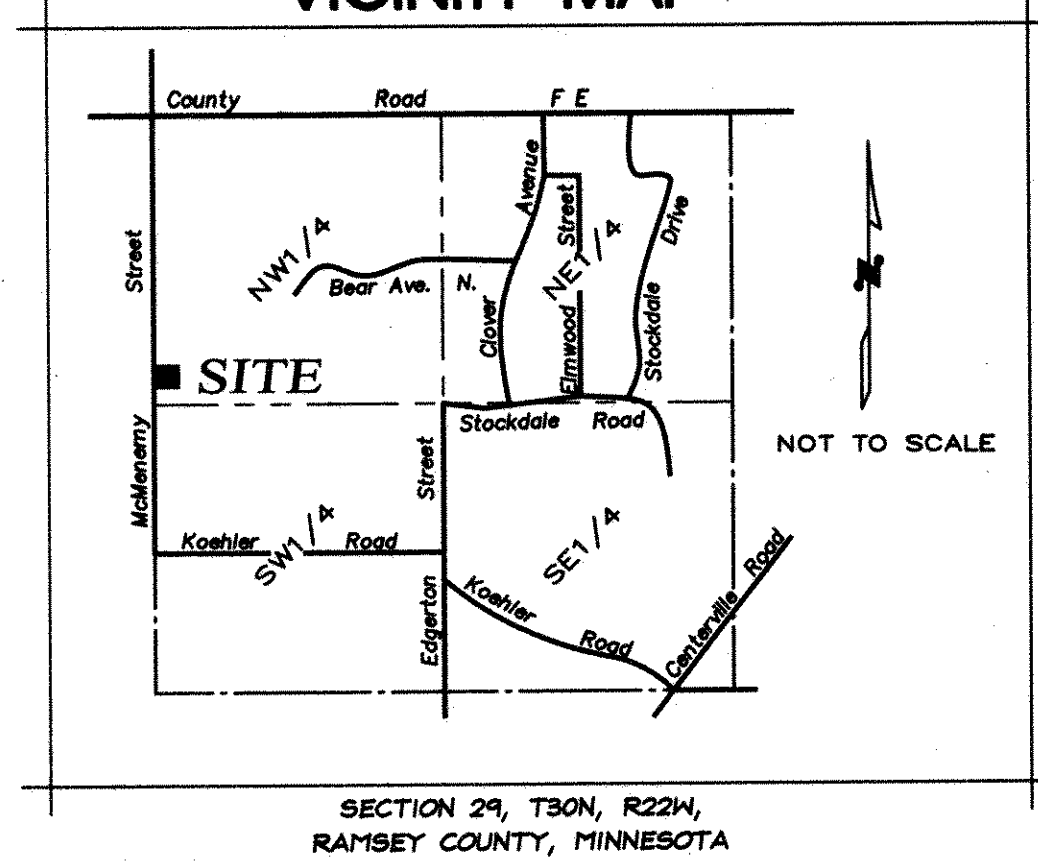 VICINITY MAP
County Road F E
Avenue
Street
Drive
Street
NW1/4
NE1/4
Bear Ave. N.
Clover
Elmwood
Stockdale
SITE
Stockdale Road
NOT TO SCALE
McMenemy
Street
Koehler Road
SW1/4
SE1/4
Edgerton
Koehler Road
Centerville Road
N.
SECTION 29, T30N, R22W,
RAMSEY COUNTY, MINNESOTA